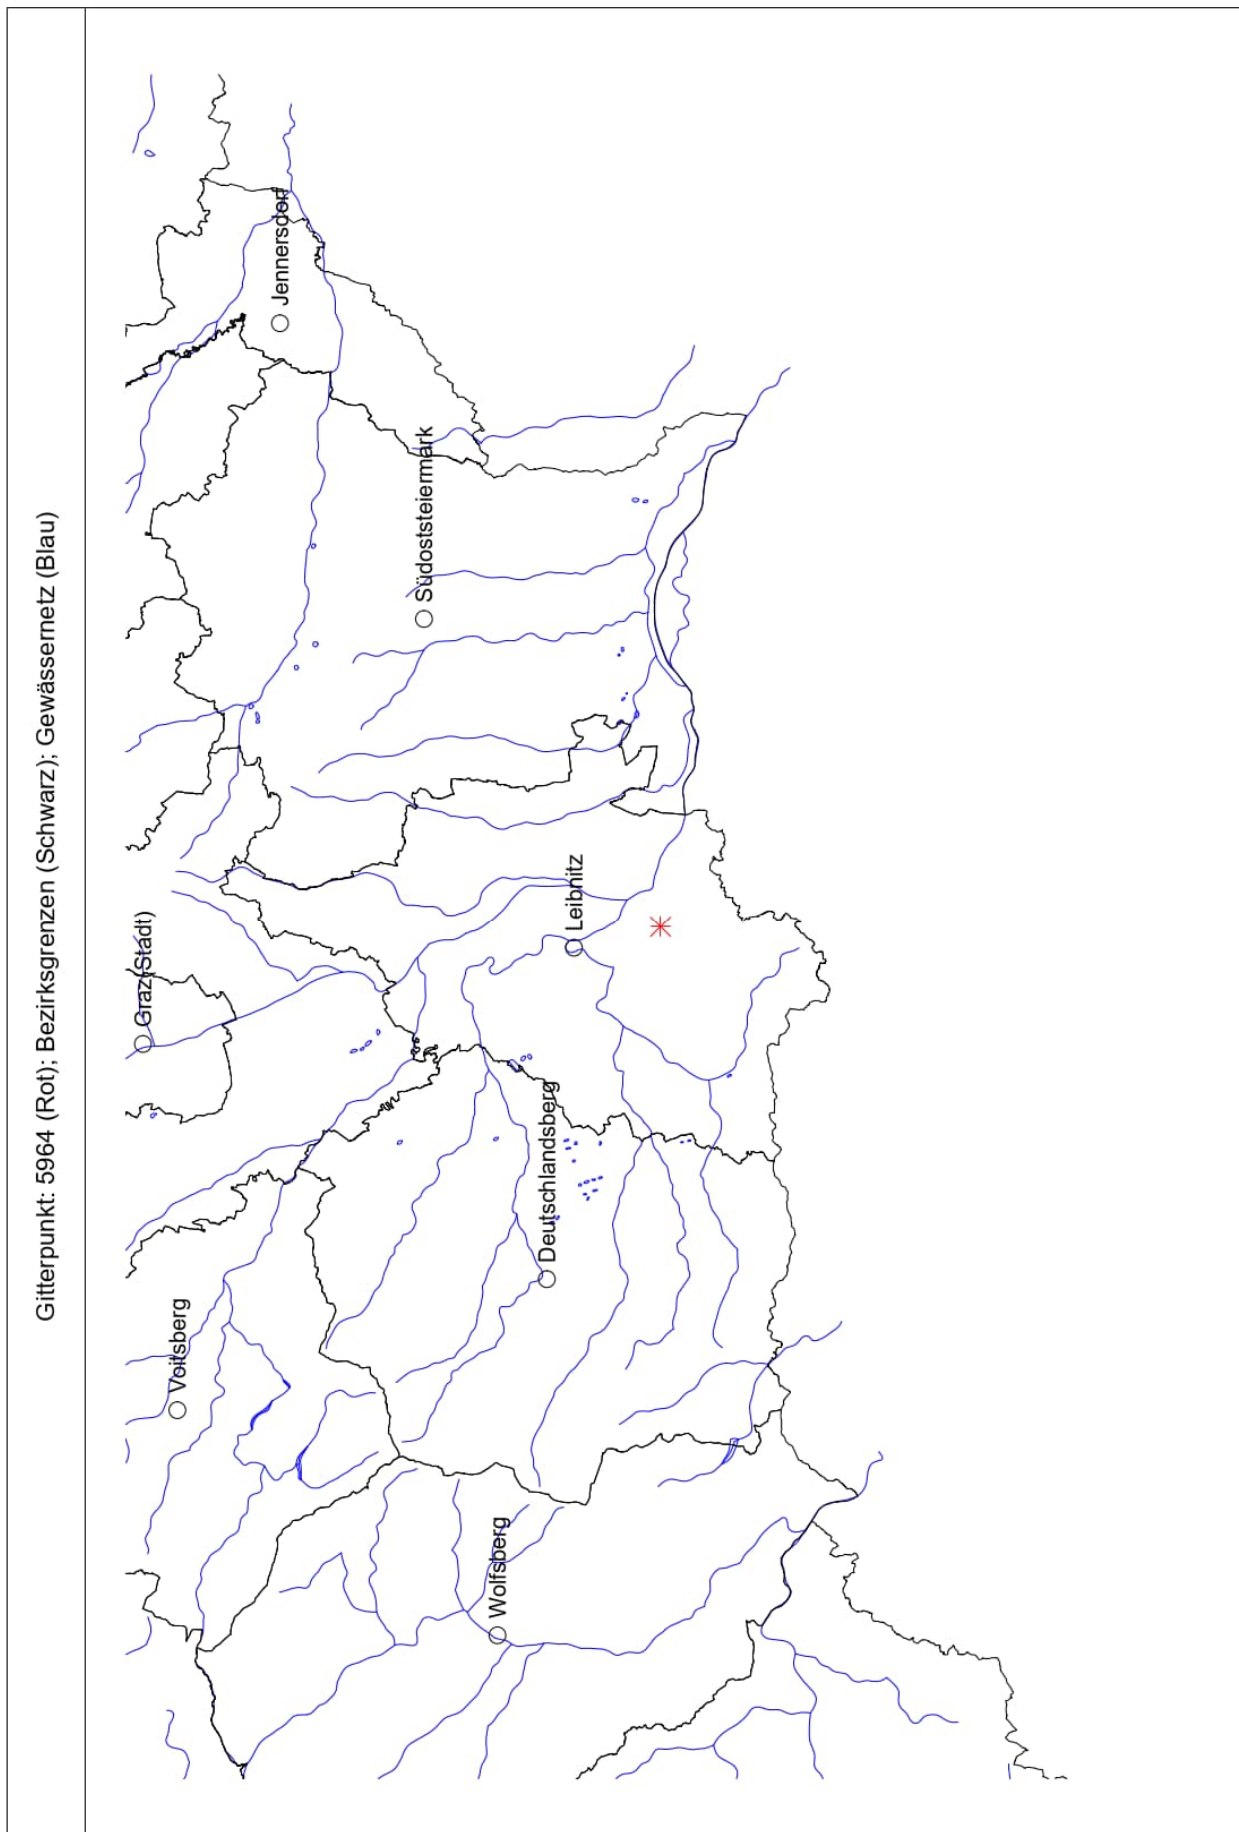 Gitterpunkt: 5964 (Rot); Bezirksgrenzen (Schwarz); Gewässernetz (Blau)
Voitsberg
Graz(Stadt)
Jennersdorf
Südoststeiermark
Wolfsberg
Deutschlandsberg
Leibnitz